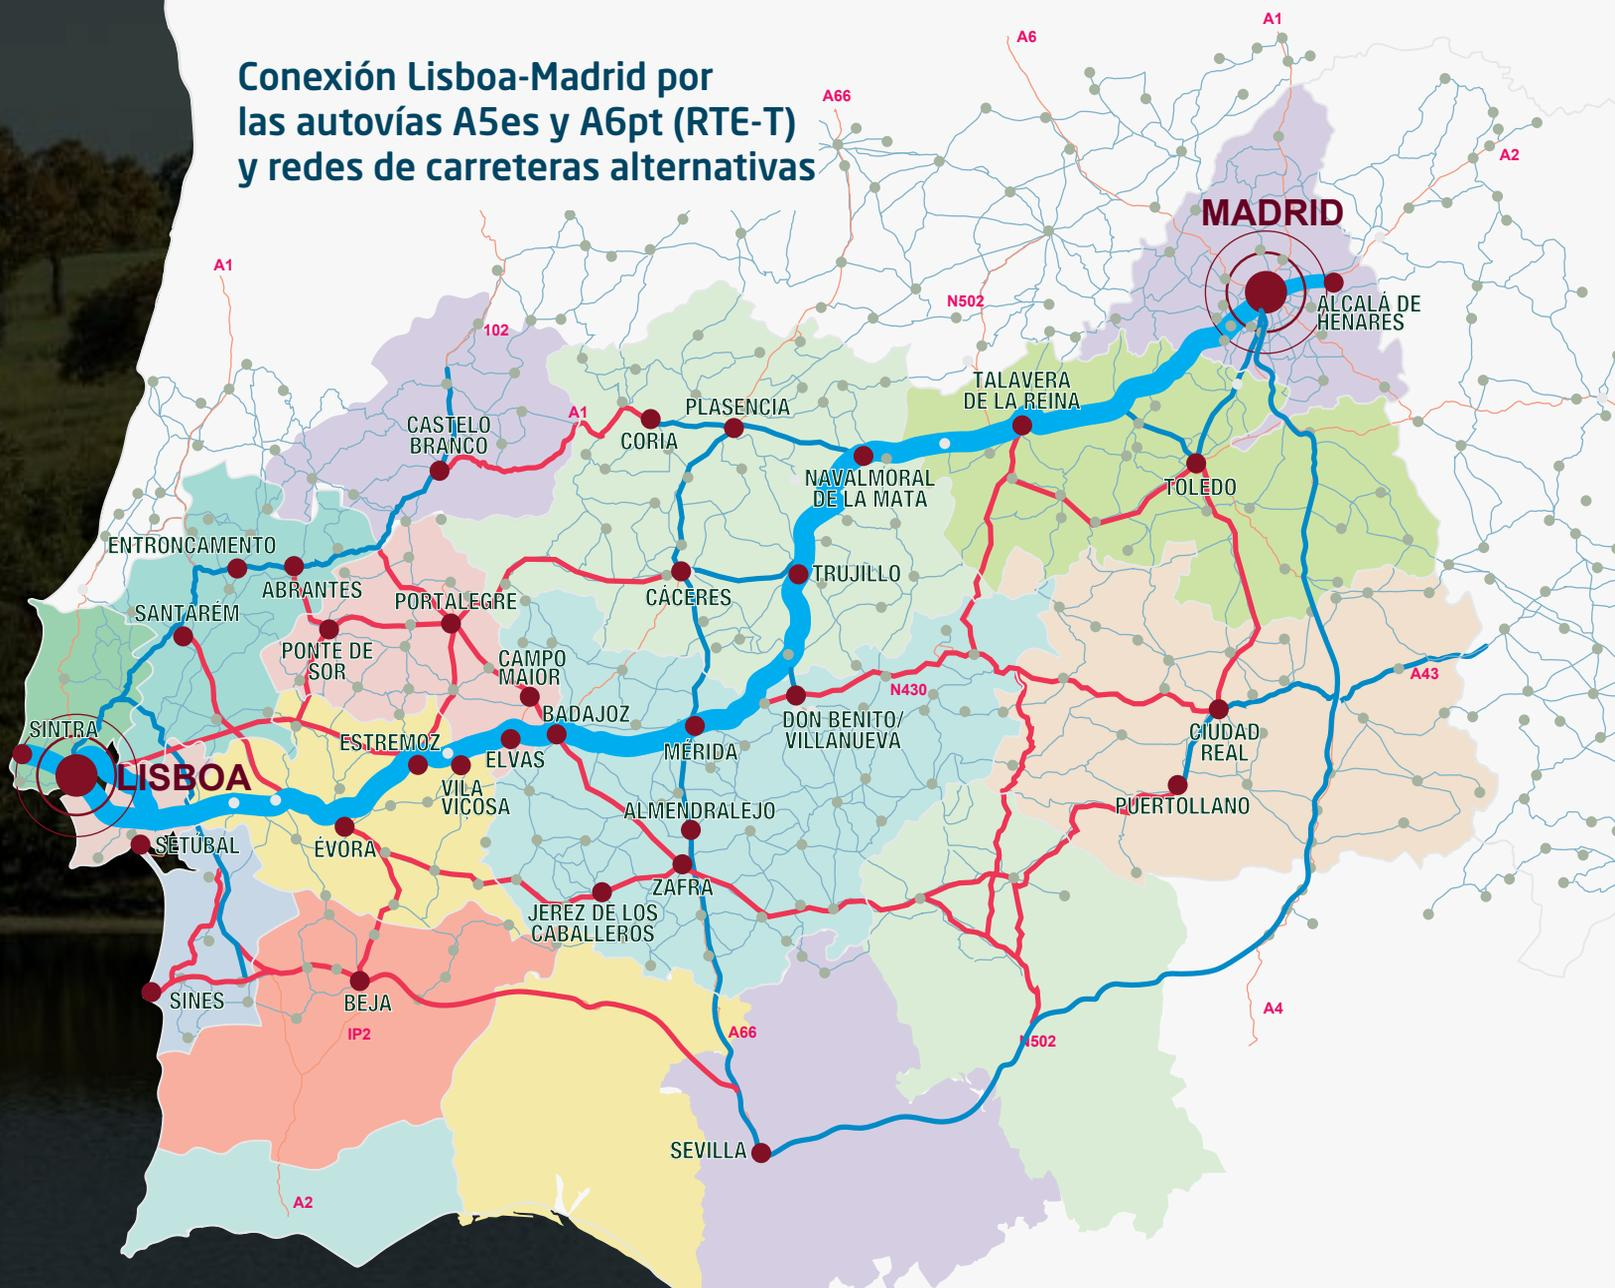 Conexión Lisboa-Madrid por
las autovías A5es y A6pt (RTE-T)
y redes de carreteras alternativas
A1
A6
A66
A2
MADRID
A1
102
N502
ALCALÁ DE
HENARES
TALAVERA
DE LA REINA
PLASENCIA
A1
CASTELO
BRANCO
CORIA
NAVALMORAL
DE LA MATA
TOLEDO
ENTRONCAMENTO
ABRANTES
TRUJILLO
CÁCERES
PORTALEGRE
SANTARÉM
PONTE DE
SOR
CAMPO
MAIOR
A43
N430
BADAJOZ
DON BENITO/
VILLANUEVA
SINTRA
CIUDAD
REAL
ESTREMOZ
ELVAS
MÉRIDA
LISBOA
VILA
VIÇOSA
PUERTOLLANO
ALMENDRALEJO
SETÚBAL
ÉVORA
ZAFRA
JEREZ DE LOS
CABALLEROS
SINES
BEJA
A4
IP2
A66
N502
SEVILLA
A2